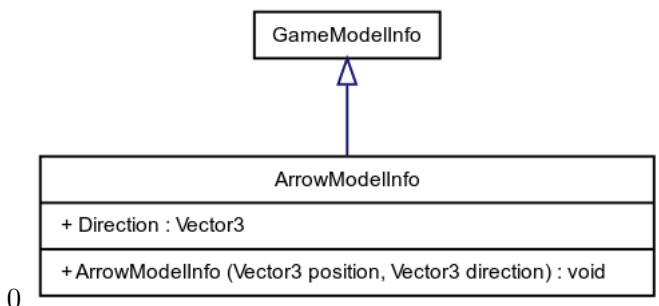 GameModelInfo
ArrowModelInfo
+ Direction : Vector3
+ ArrowModelInfo (Vector3 position, Vector3 direction) : void
0